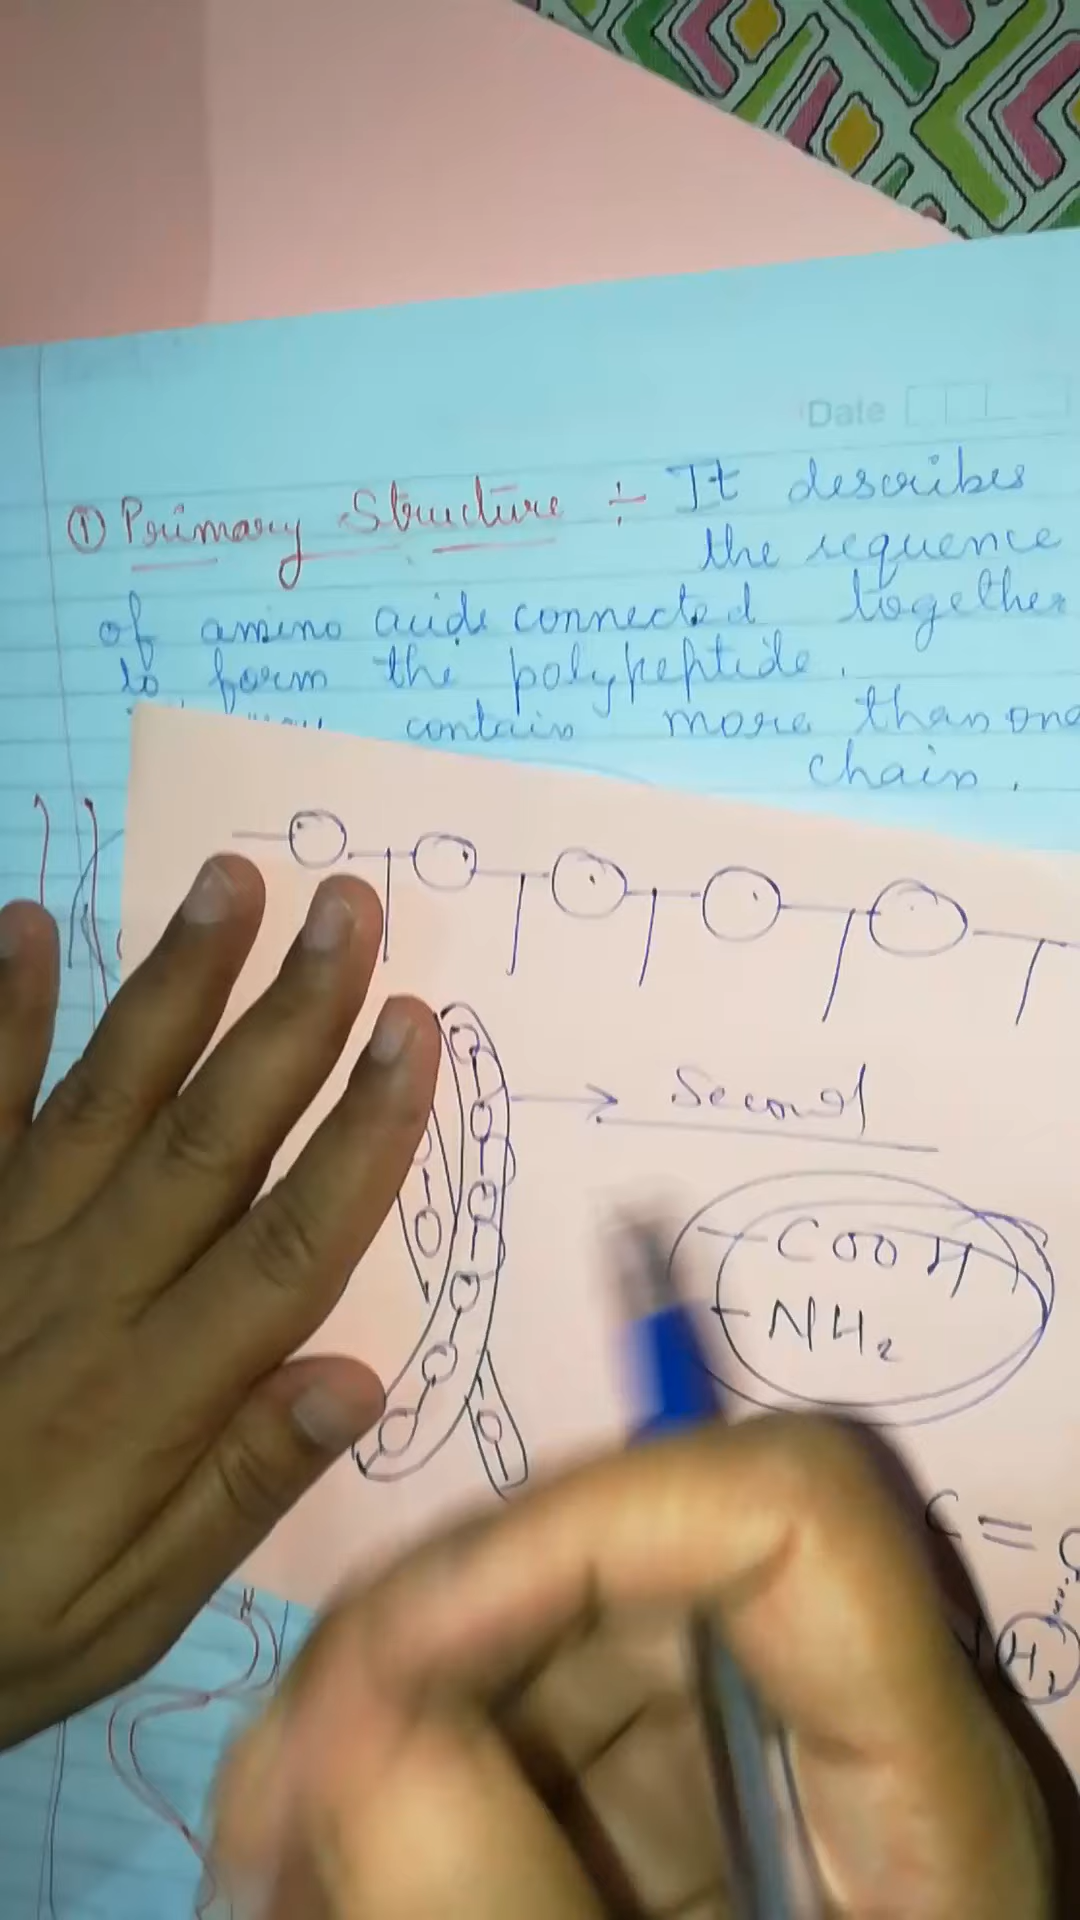 Date
① Primary Structure ÷ It describes
the sequence
of amino acids connected together
to form the polypeptide.
contain more than one
chain.
Second
- COOH
- NH₂
C =
H₂